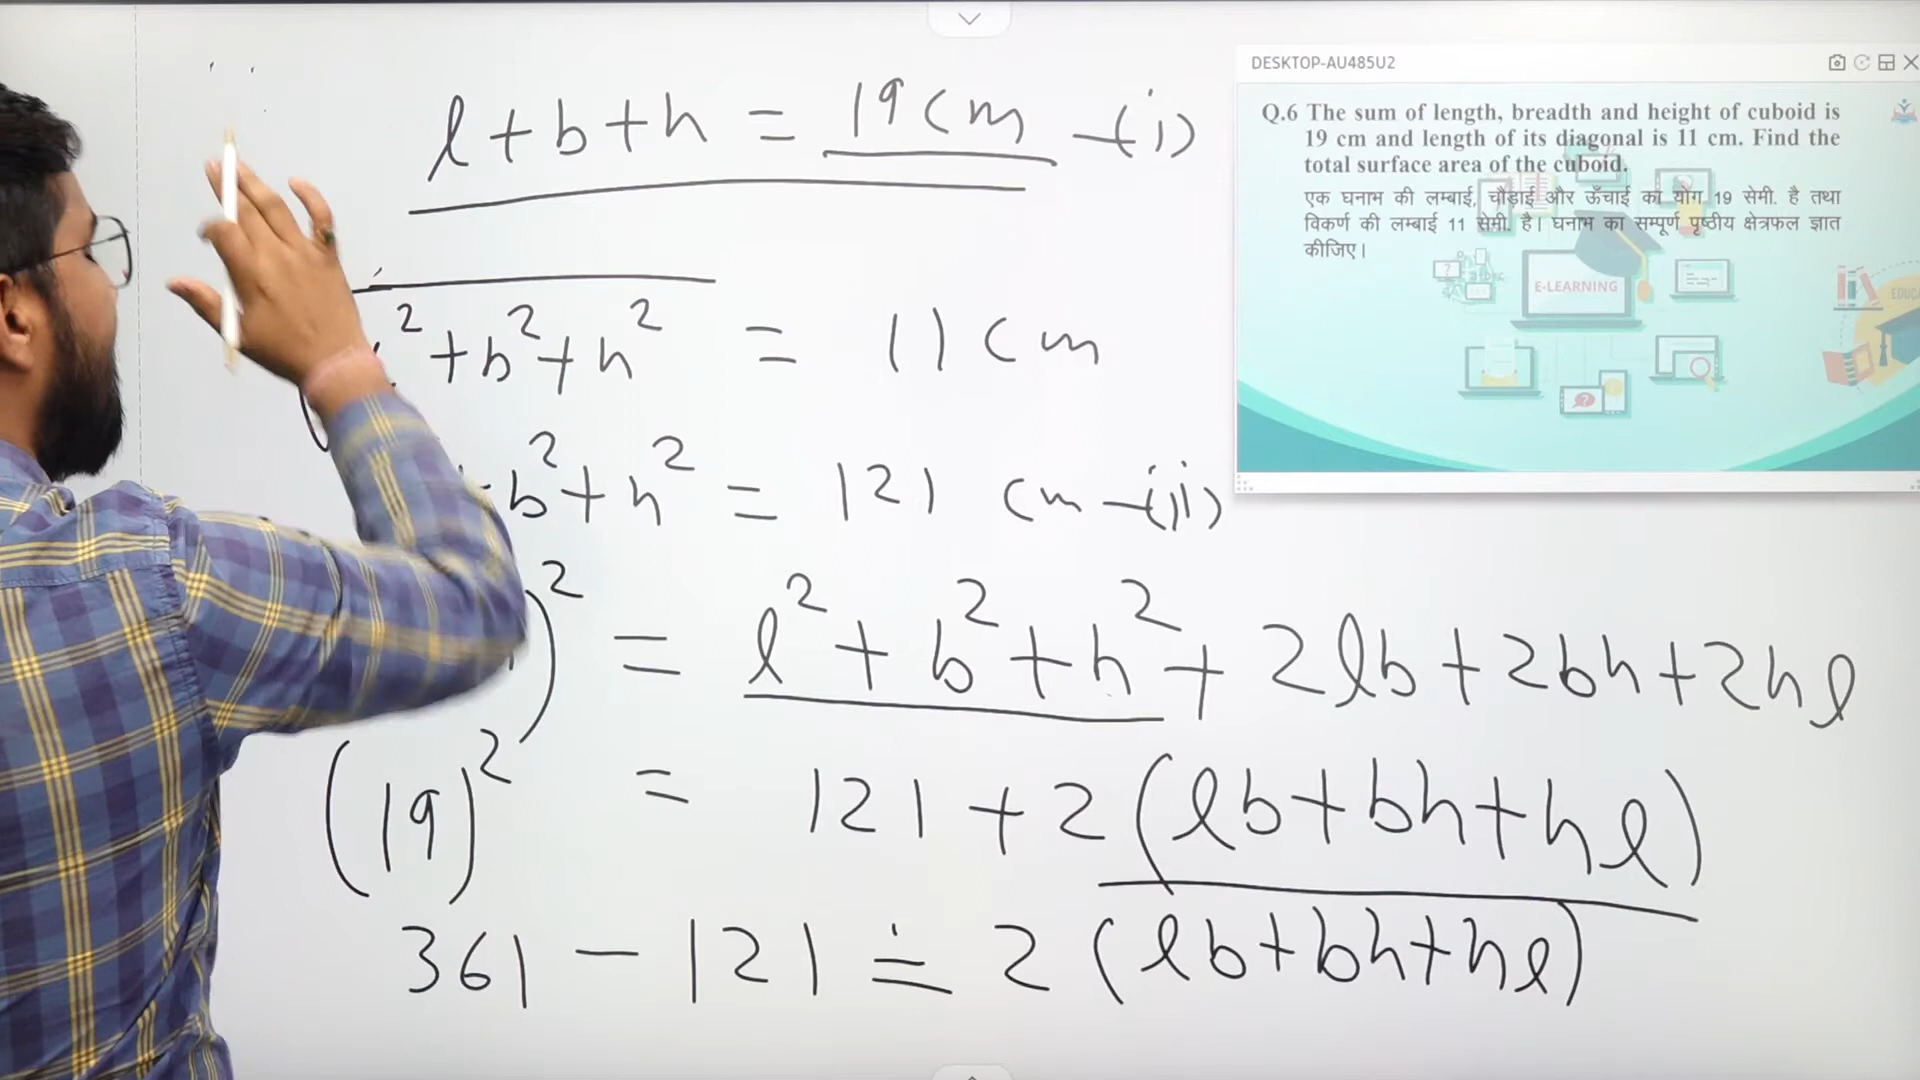 l+b+h = 19cm -(i)
²+b²+h² = 11cm
b²+h² = 121 cm-(ii)
)² = l²+b²+h²+2lb+2bh+2hl
(19)² = 121+2(lb+bh+hl)
361-121 = 2(lb+bh+hl)
DESKTOP-AU485U2
Q.6 The sum of length, breadth and height of cuboid is
19 cm and length of its diagonal is 11 cm. Find the
total surface area of the cuboid.
एक घनाभ की लम्बाई, चौड़ाई और ऊँचाई का योग 19 सेमी. है तथा
विकर्ण की लम्बाई 11 सेमी. है। घनाभ का सम्पूर्ण पृष्ठीय क्षेत्रफल ज्ञात
कीजिए।
E-LEARNING